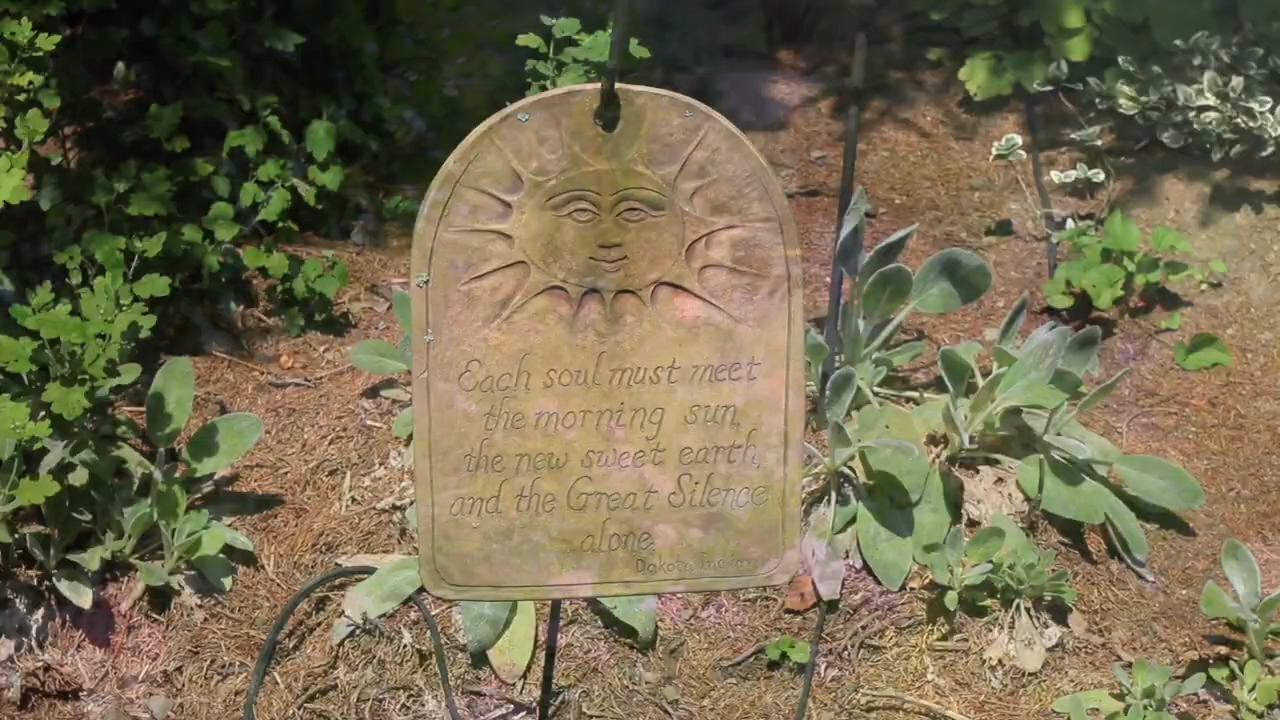 Each soul must meet
the morning sun,
the new sweet earth,
and the Great Silence
alone.
Dakota Indian